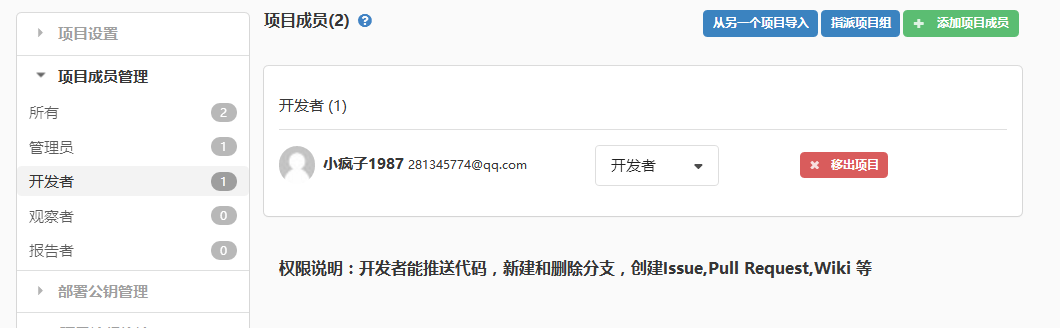 项目设置
项目成员管理
所有 2
管理员 1
开发者 1
观察者 0
报告者 0
部署公钥管理
项目成员(2) ?
从另一个项目导入 指派项目组 + 添加项目成员
开发者 (1)
小疯子1987 281345774@qq.com 开发者 移出项目
权限说明：开发者能推送代码，新建和删除分支，创建Issue,Pull Request,Wiki 等